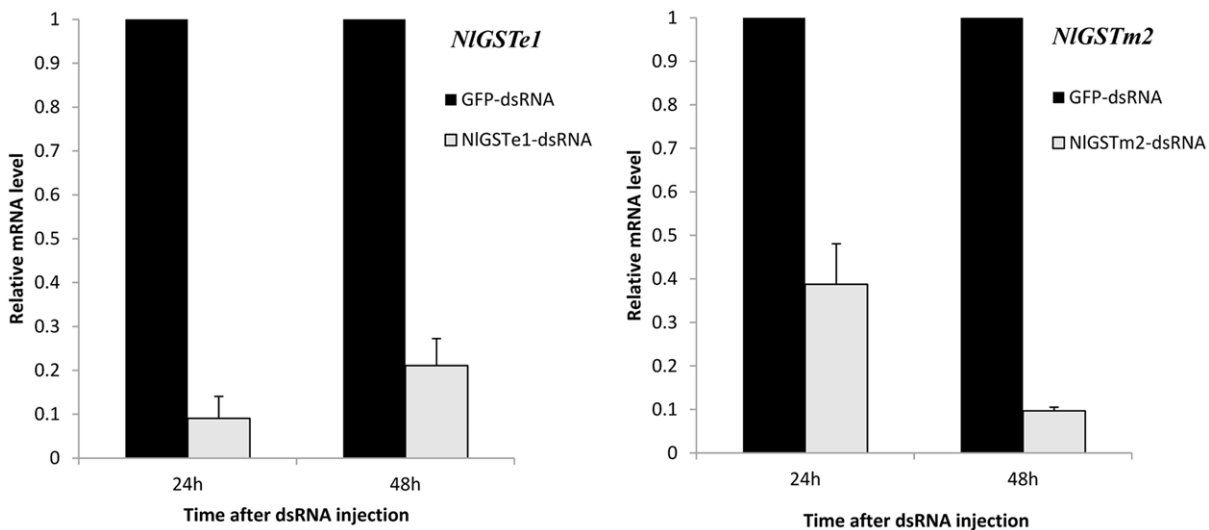 NlGSTe1
GFP-dsRNA
NlGSTe1-dsRNA
Relative mRNA level
1
0.9
0.8
0.7
0.6
0.5
0.4
0.3
0.2
0.1
0
24h
48h
Time after dsRNA injection
NlGSTm2
GFP-dsRNA
NlGSTm2-dsRNA
Relative mRNA level
1
0.9
0.8
0.7
0.6
0.5
0.4
0.3
0.2
0.1
0
24h
48h
Time after dsRNA injection